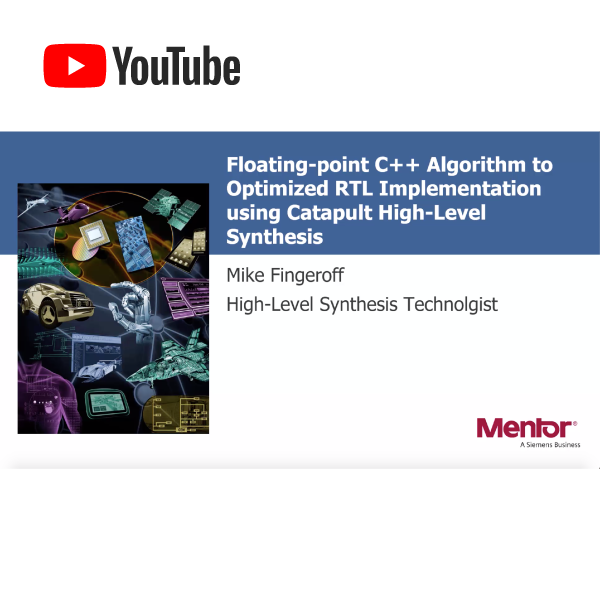 YouTube
Floating-point C++ Algorithm to
Optimized RTL Implementation
using Catapult High-Level
Synthesis
Mike Fingeroff
High-Level Synthesis Technolgist
Mentor®
A Siemens Business